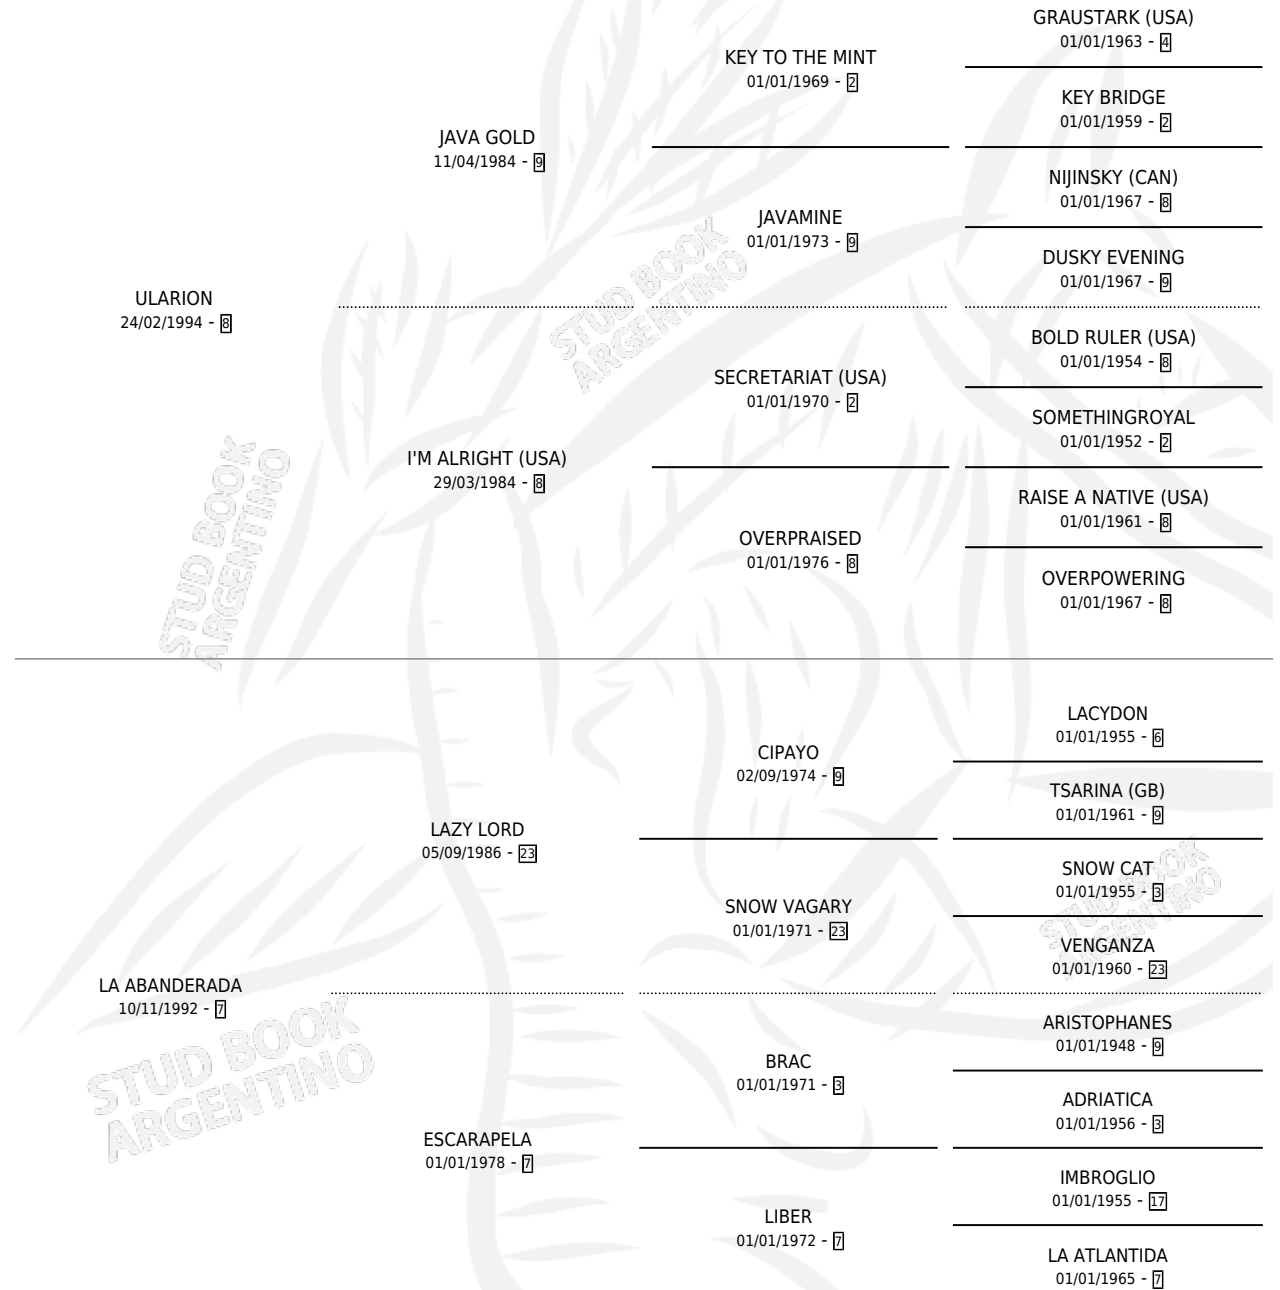 GRAUSTARK (USA)
01/01/1963 - 4
KEY TO THE MINT
01/01/1969 - 2
KEY BRIDGE
01/01/1959 - 2
JAVA GOLD
11/04/1984 - 9
NIJINSKY (CAN)
01/01/1967 - 8
JAVAMINE
01/01/1973 - 9
DUSKY EVENING
01/01/1967 - 9
ULARION
24/02/1994 - 8
BOLD RULER (USA)
01/01/1954 - 8
SECRETARIAT (USA)
01/01/1970 - 2
SOMETHINGROYAL
01/01/1952 - 2
I'M ALRIGHT (USA)
29/03/1984 - 8
RAISE A NATIVE (USA)
01/01/1961 - 8
OVERPRAISED
01/01/1976 - 8
OVERPOWERING
01/01/1967 - 8
LACYDON
01/01/1955 - 6
CIPAYO
02/09/1974 - 9
TSARINA (GB)
01/01/1961 - 9
LAZY LORD
05/09/1986 - 23
SNOW CAT
01/01/1955 - 3
SNOW VAGARY
01/01/1971 - 23
VENGANZA
01/01/1960 - 23
LA ABANDERADA
10/11/1992 - 7
ARISTOPHANES
01/01/1948 - 9
BRAC
01/01/1971 - 3
ADRIATICA
01/01/1956 - 3
ESCARAPELA
01/01/1978 - 7
IMBROGLIO
01/01/1955 - 17
LIBER
01/01/1972 - 7
LA ATLANTIDA
01/01/1965 - 7
STUD BOOK
ARGENTINO
STUD BOOK
ARGENTINO
STUD BOOK
ARGENTINO
STUD BOOK
ARGENTINO